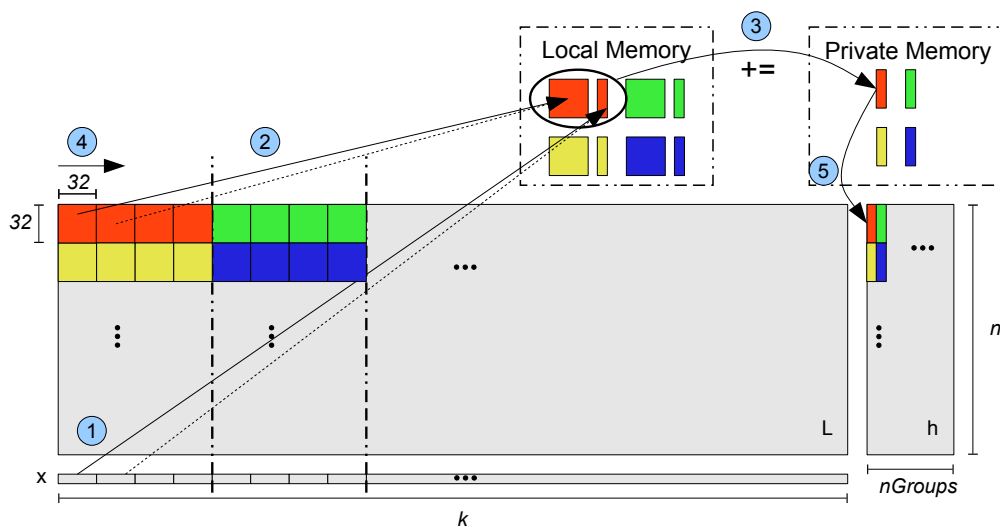 3
Local Memory
Private Memory
+=
4
2
5
32
32
n
1
L
h
x
nGroups
k